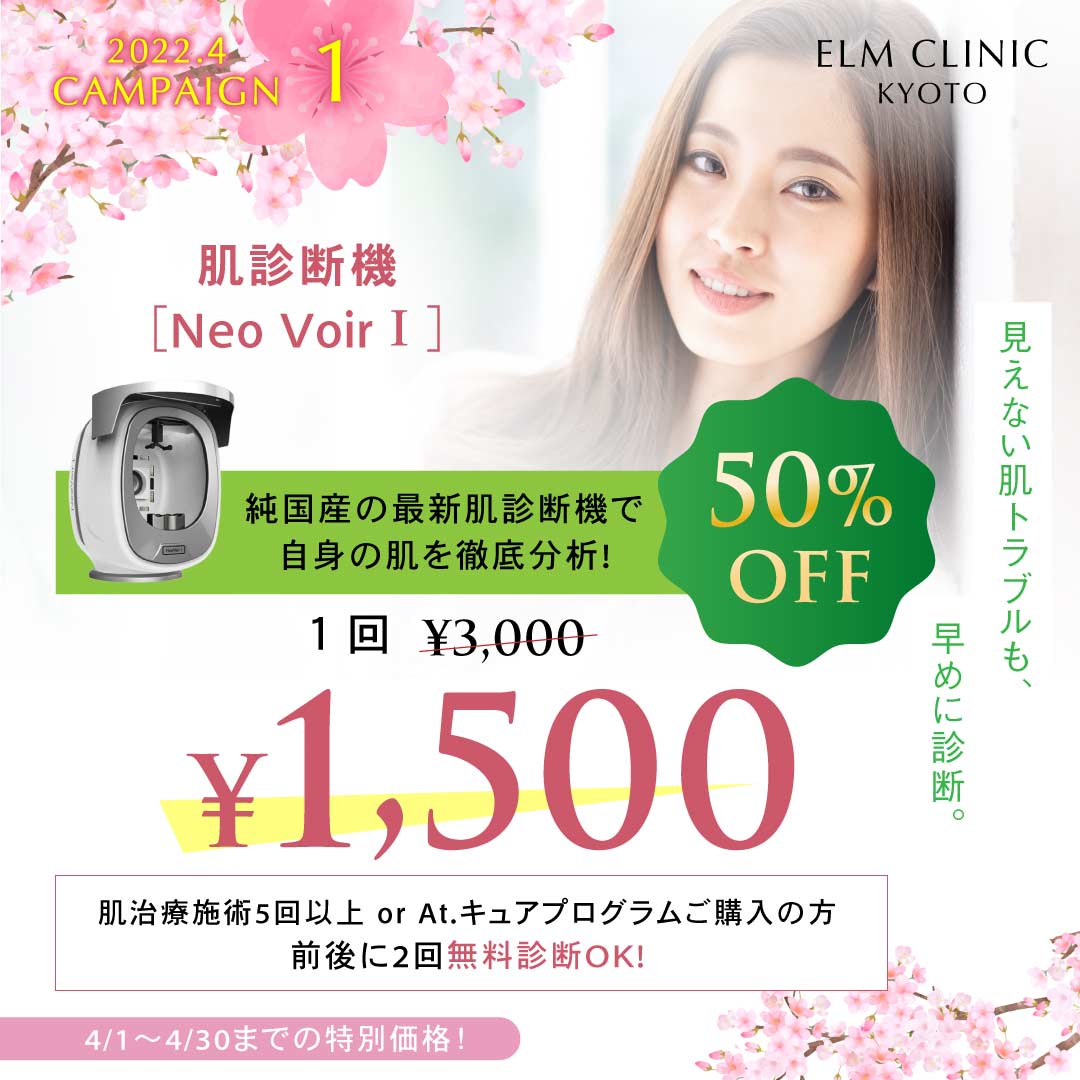 2022.4
CAMPAIGN
1
ELM CLINIC
KYOTO
肌診断機
[Neo Voir Ⅰ]
見えない肌トラブルも、
早めに診断。
純国産の最新肌診断機で
自身の肌を徹底分析!
50%
OFF
1回 ¥3,000
¥1,500
肌治療施術5回以上 or At.キュアプログラムご購入の方
前後に2回無料診断OK!
4/1〜4/30までの特別価格!